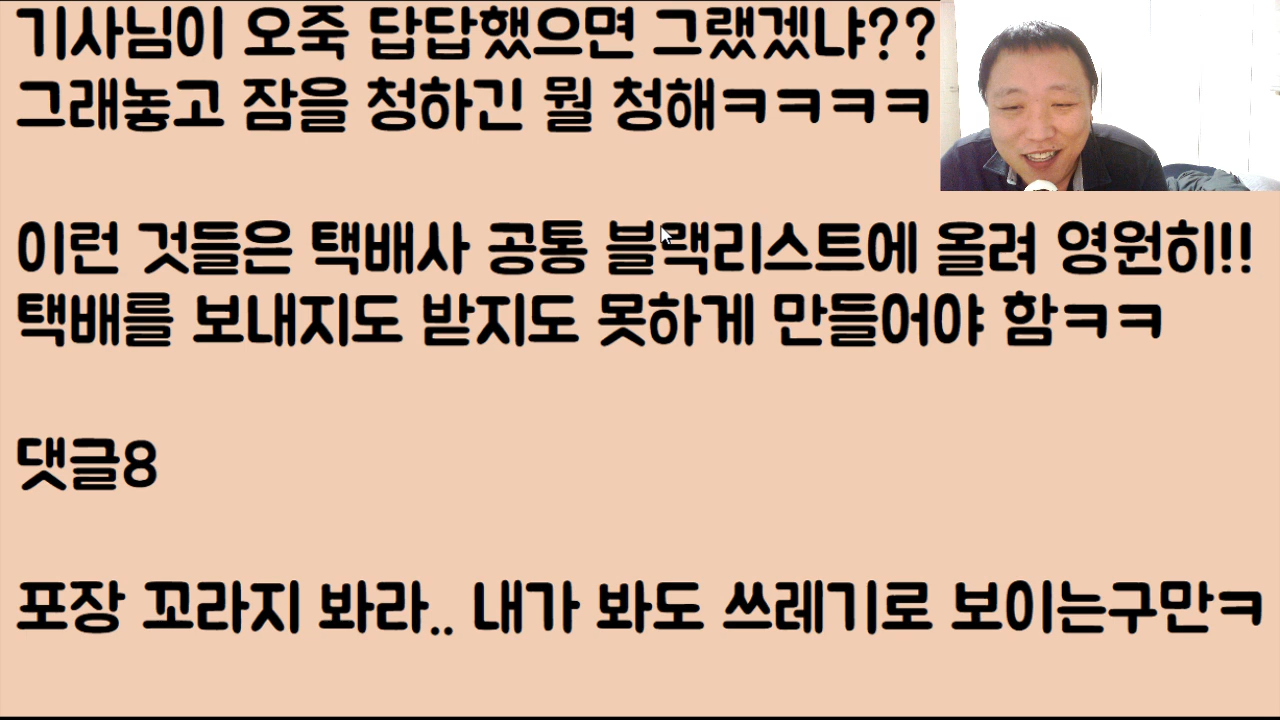 기사님이 오죽 답답했으면 그랬겠냐??
그래놓고 잠을 청하긴 뭘 청해ㅋㅋㅋㅋ
이런 것들은 택배사 공통 블랙리스트에 올려 영원히!!
택배를 보내지도 받지도 못하게 만들어야 함ㅋㅋ
댓글8
포장 꼬라지 봐라.. 내가 봐도 쓰레기로 보이는구만ㅋ